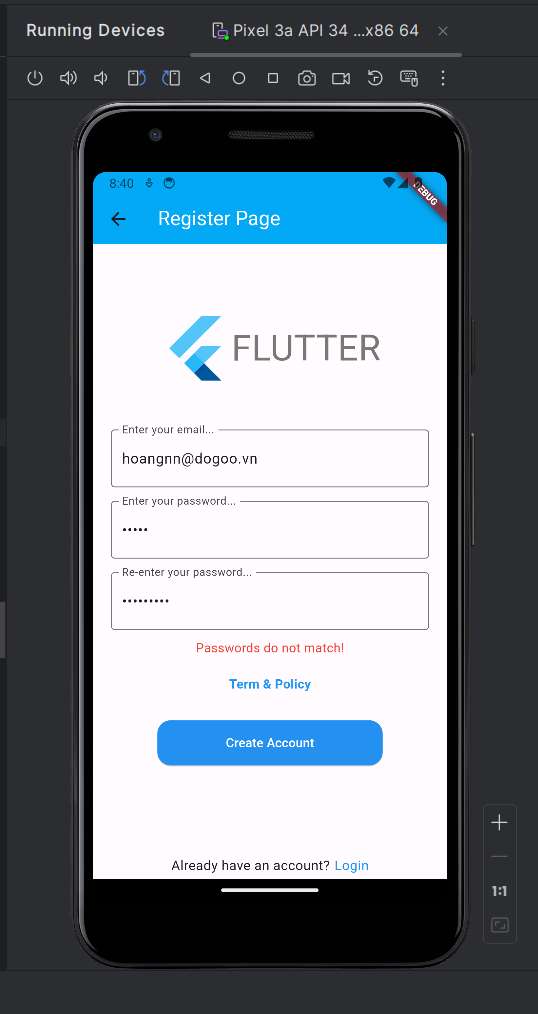 Running Devices
Pixel 3a API 34 ...x86 64
8:40
DEBUG
Register Page
FLUTTER
Enter your email...
hoangnn@dogoo.vn
Enter your password...
•••••
Re-enter your password...
•••••••••
Passwords do not match!
Term & Policy
Create Account
Already have an account? Login
1:1